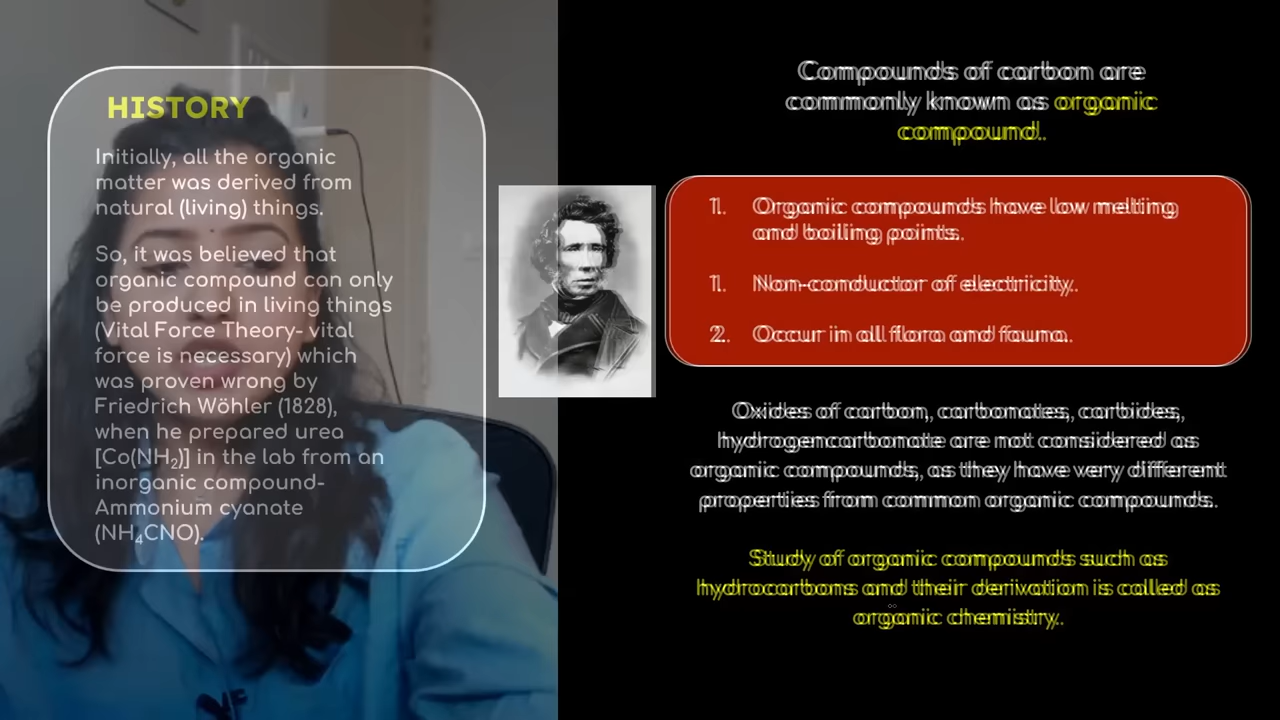 HISTORY
Initially, all the organic
matter was derived from
natural (living) things.
So, it was believed that
organic compound can only
be produced in living things
(Vital Force Theory- vital
force is necessary) which
was proven wrong by
Friedrich Wöhler (1828),
when he prepared urea
[Co(NH₂)] in the lab from an
inorganic compound-
Ammonium cyanate
(NH₄CNO).
Compounds of carbon are
commonly known as organic
compound.
1. Organic compounds have low melting
and boiling points.
1. Non-conductor of electricity.
2. Occur in all flora and fauna.
Oxides of carbon, carbonates, carbides,
hydrogencarbonate are not considered as
organic compounds, as they have very different
properties from common organic compounds.
Study of organic compounds such as
hydrocarbons and their derivation is called as
organic chemistry.